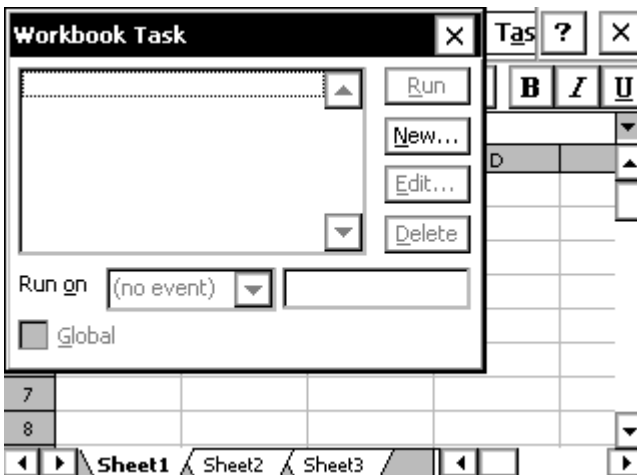 Workbook Task
Tas ?
Run
B I U
New...
D
Edit...
Delete
Run on (no event)
Global
7
8
Sheet1 Sheet2 Sheet3